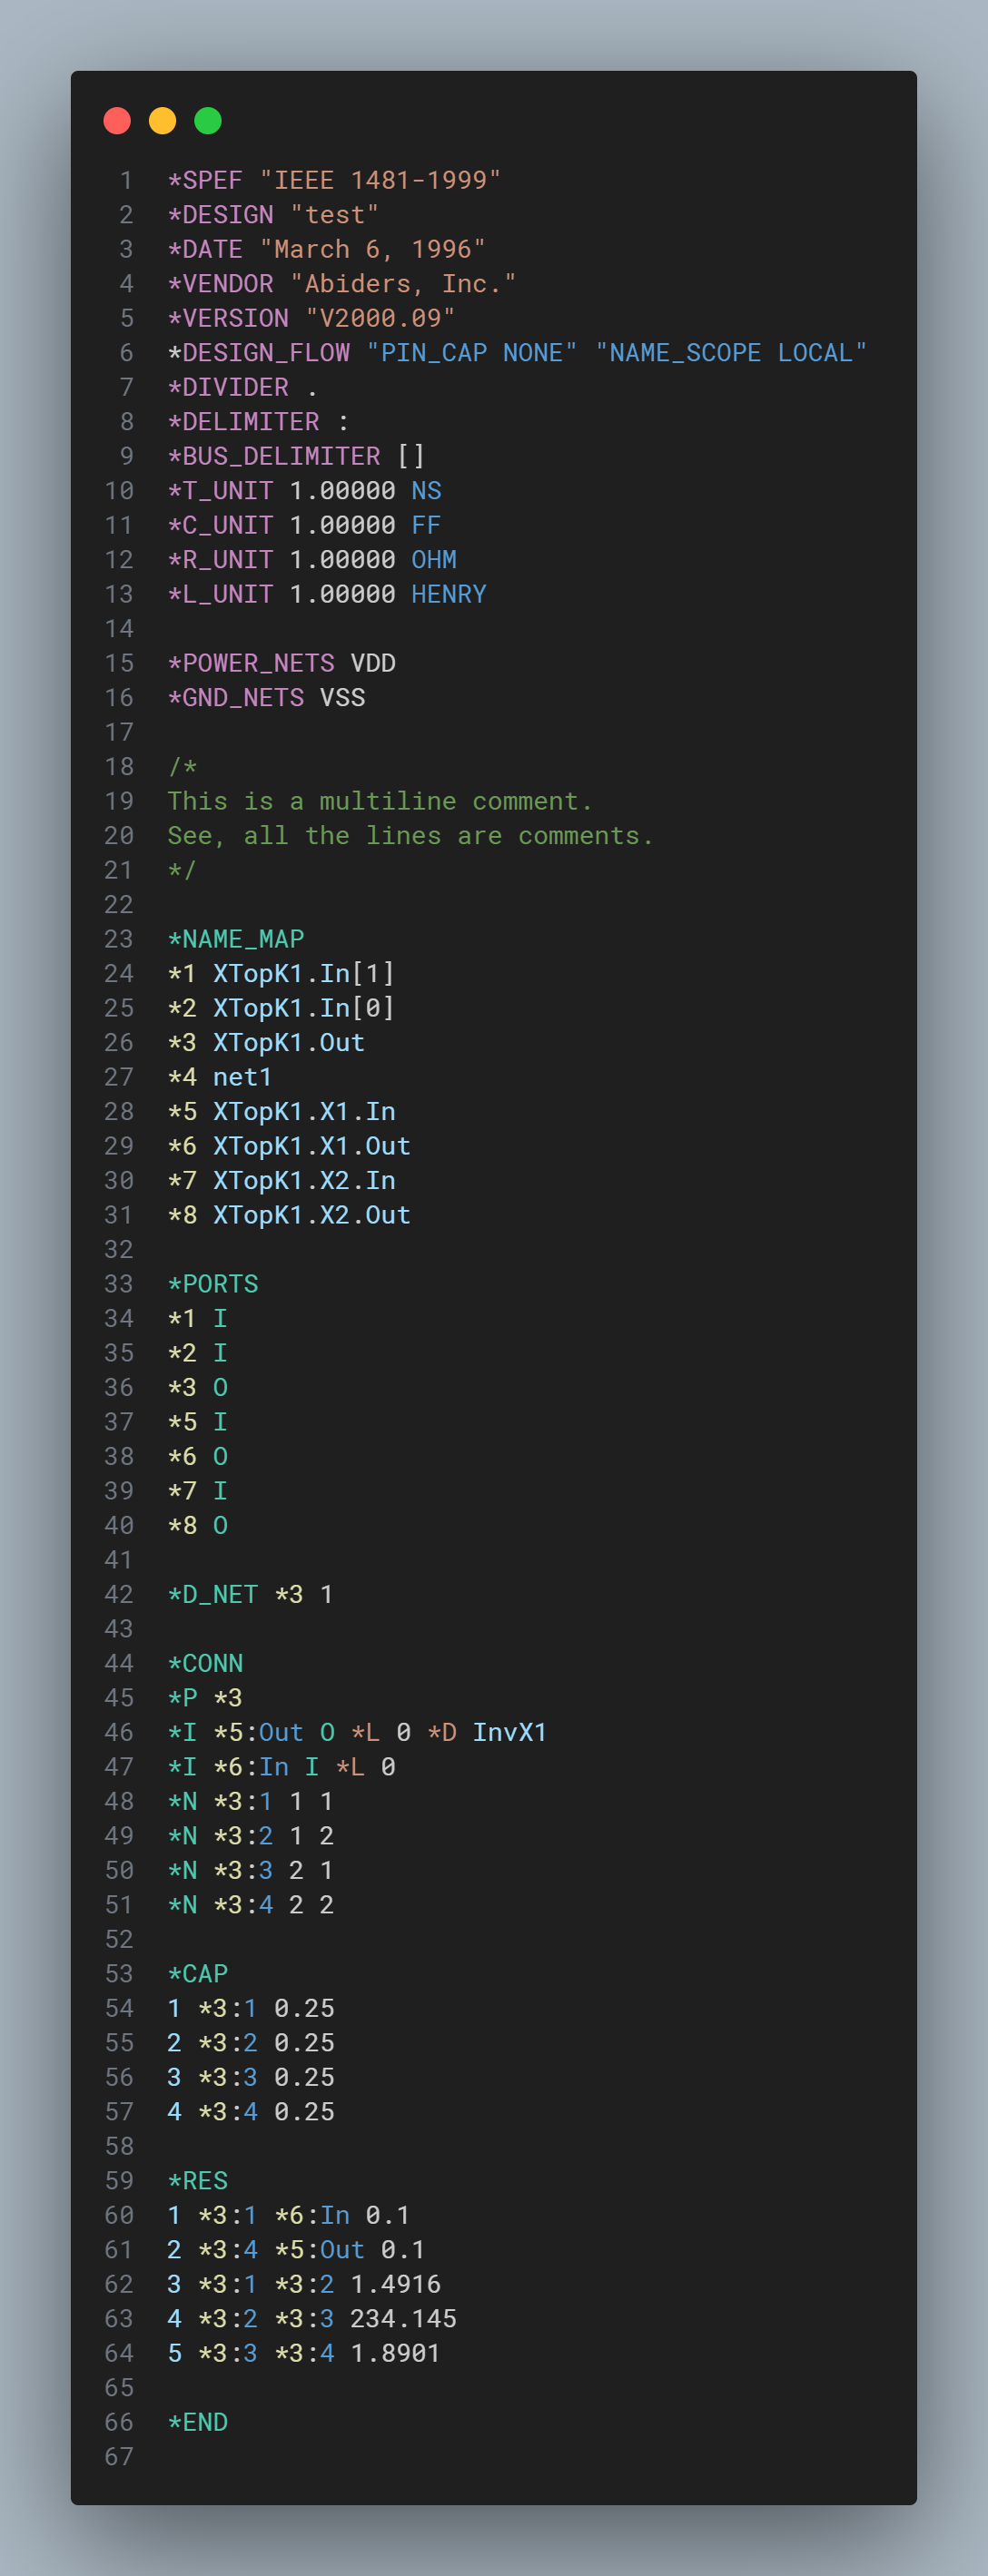 1 *SPEF "IEEE 1481-1999"
2 *DESIGN "test"
3 *DATE "March 6, 1996"
4 *VENDOR "Abiders, Inc."
5 *VERSION "V2000.09"
6 *DESIGN_FLOW "PIN_CAP NONE" "NAME_SCOPE LOCAL"
7 *DIVIDER .
8 *DELIMITER :
9 *BUS_DELIMITER []
10 *T_UNIT 1.00000 NS
11 *C_UNIT 1.00000 FF
12 *R_UNIT 1.00000 OHM
13 *L_UNIT 1.00000 HENRY
14
15 *POWER_NETS VDD
16 *GND_NETS VSS
17
18 /*
19 This is a multiline comment.
20 See, all the lines are comments.
21 */
22
23 *NAME_MAP
24 *1 XTopK1.In[1]
25 *2 XTopK1.In[0]
26 *3 XTopK1.Out
27 *4 net1
28 *5 XTopK1.X1.In
29 *6 XTopK1.X1.Out
30 *7 XTopK1.X2.In
31 *8 XTopK1.X2.Out
32
33 *PORTS
34 *1 I
35 *2 I
36 *3 O
37 *5 I
38 *6 O
39 *7 I
40 *8 O
41
42 *D_NET *3 1
43
44 *CONN
45 *P *3
46 *I *5:Out O *L 0 *D InvX1
47 *I *6:In I *L 0
48 *N *3:1 1 1
49 *N *3:2 1 2
50 *N *3:3 2 1
51 *N *3:4 2 2
52
53 *CAP
54 1 *3:1 0.25
55 2 *3:2 0.25
56 3 *3:3 0.25
57 4 *3:4 0.25
58
59 *RES
60 1 *3:1 *6:In 0.1
61 2 *3:4 *5:Out 0.1
62 3 *3:1 *3:2 1.4916
63 4 *3:2 *3:3 234.145
64 5 *3:3 *3:4 1.8901
65
66 *END
67